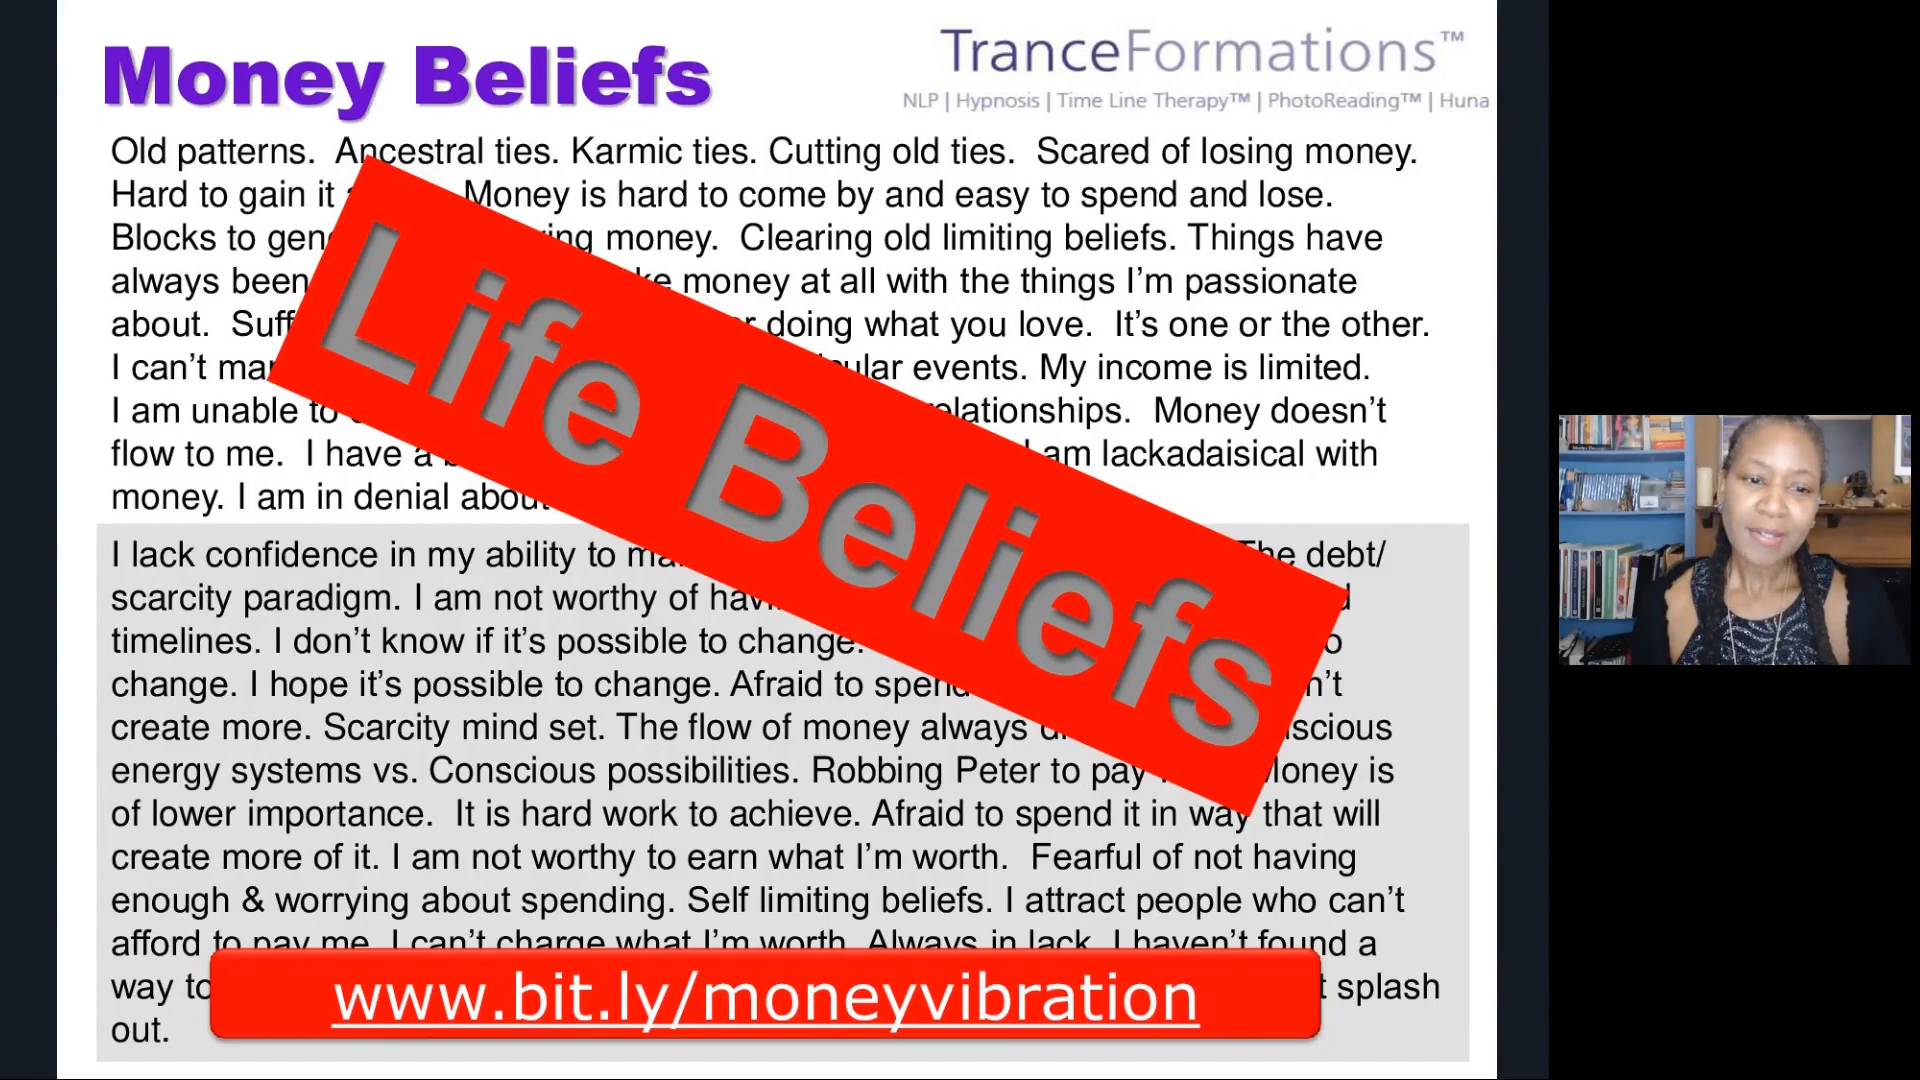 Money Beliefs
TranceFormations™
NLP | Hypnosis | Time Line Therapy™ | PhotoReading™ | Huna
Old patterns. Ancestral ties. Karmic ties. Cutting old ties. Scared of losing money.
Hard to gain it Money is hard to come by and easy to spend and lose.
Blocks to money. Clearing old limiting beliefs. Things have
always been money at all with the things I’m passionate
about. doing what you love. It’s one or the other.
I can’t events. My income is limited.
I am unable to relationships. Money doesn’t
flow to me. I have a am lackadaisical with
money. I am in denial about
Life Beliefs
I lack confidence in my ability to The debt/
scarcity paradigm. I am not worthy of
timelines. I don’t know if it’s possible to change.
change. I hope it’s possible to change. Afraid to spend
create more. Scarcity mind set. The flow of money always
energy systems vs. Conscious possibilities. Robbing Peter to pay Money is
of lower importance. It is hard work to achieve. Afraid to spend it in way that will
create more of it. I am not worthy to earn what I’m worth. Fearful of not having
enough & worrying about spending. Self limiting beliefs. I attract people who can’t
afford to pay me. I can’t charge what I’m worth. Always in lack. I haven’t found a
way to splash
out.
www.bit.ly/moneyvibration